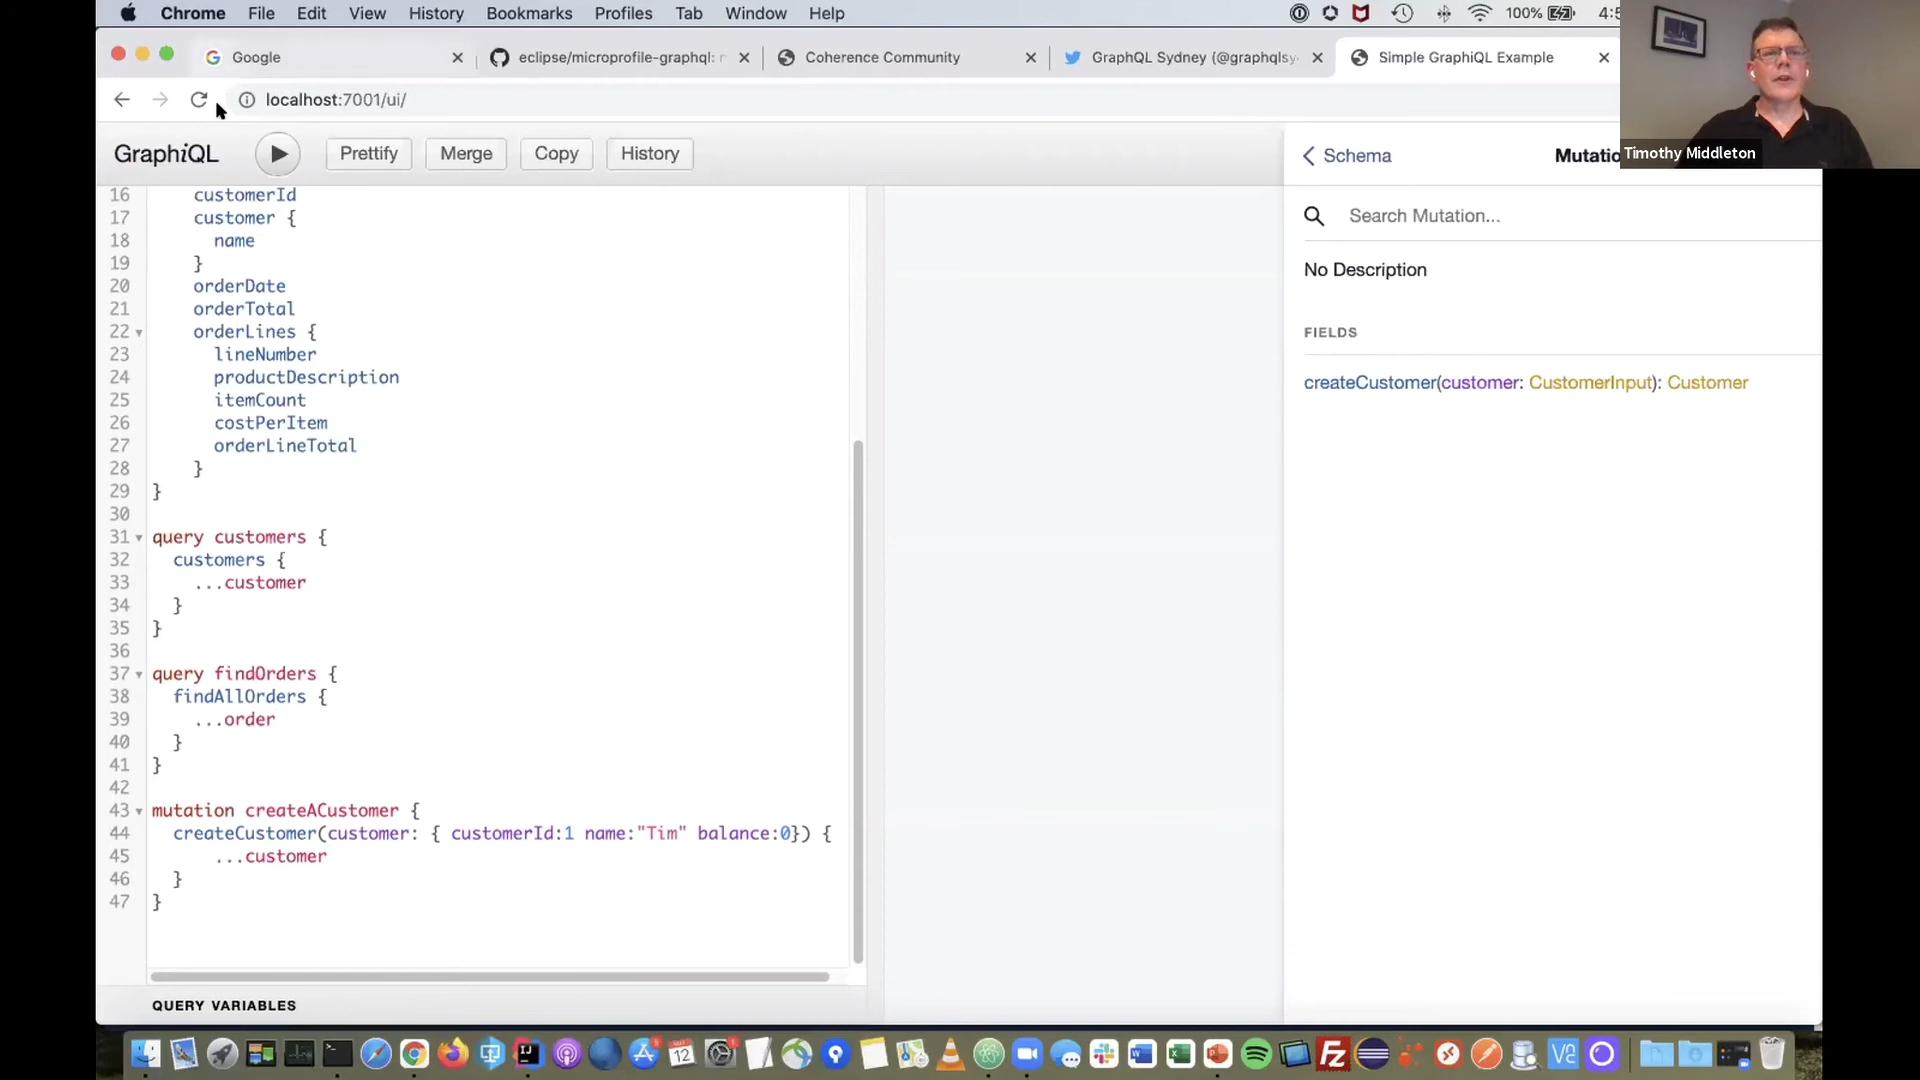 Chrome File Edit View History Bookmarks Profiles Tab Window Help 100% 4:5
Google eclipse/microprofile-graphql: Coherence Community GraphQL Sydney (@graphqlsy Simple GraphiQL Example
localhost:7001/ui/
GraphiQL Prettify Merge Copy History Schema Mutatio
Timothy Middleton
16 customerId
17 customer {
18 name
19 }
20 orderDate
21 orderTotal
22 orderLines {
23 lineNumber
24 productDescription
25 itemCount
26 costPerItem
27 orderLineTotal
28 }
29 }
30
31 query customers {
32 customers {
33 ...customer
34 }
35 }
36
37 query findOrders {
38 findAllOrders {
39 ...order
40 }
41 }
42
43 mutation createACustomer {
44 createCustomer(customer: { customerId:1 name:"Tim" balance:0}) {
45 ...customer
46 }
47 }
QUERY VARIABLES
Search Mutation...
No Description
FIELDS
createCustomer(customer: CustomerInput): Customer